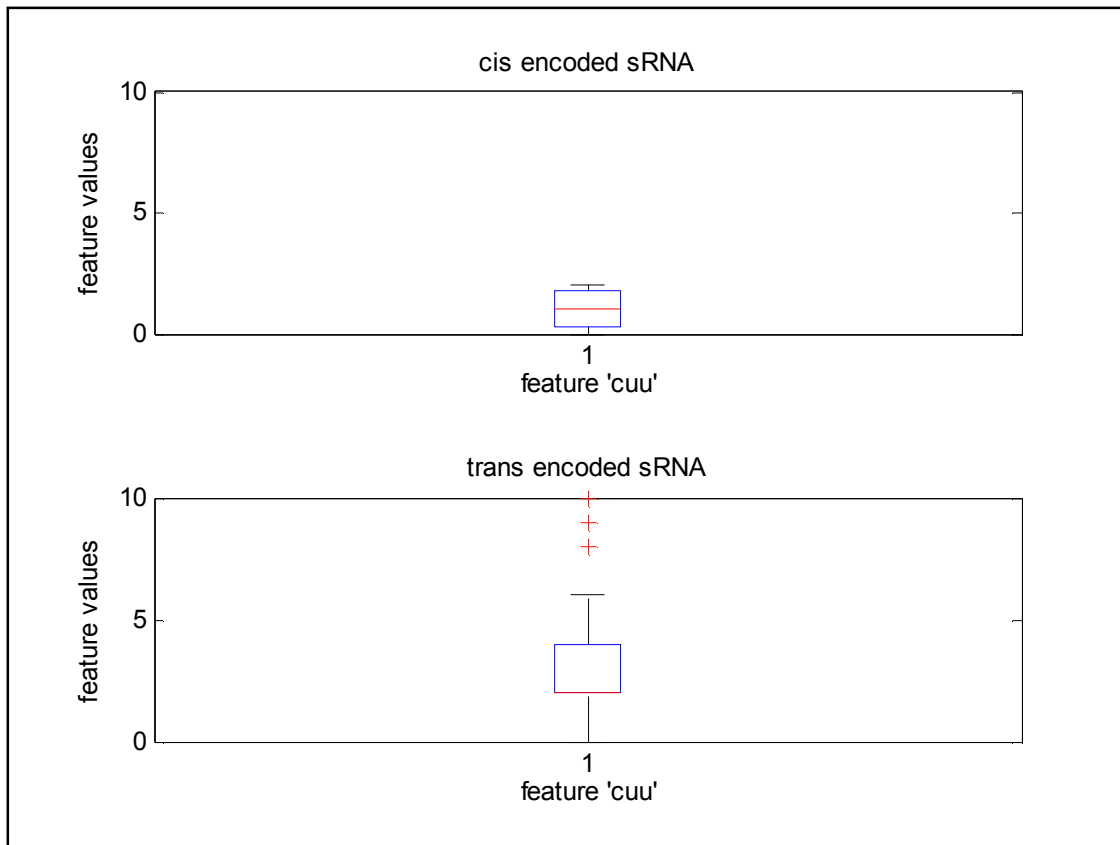 cis encoded sRNA
10
5
0
feature values
1
feature 'cuu'
trans encoded sRNA
10
5
0
feature values
1
feature 'cuu'